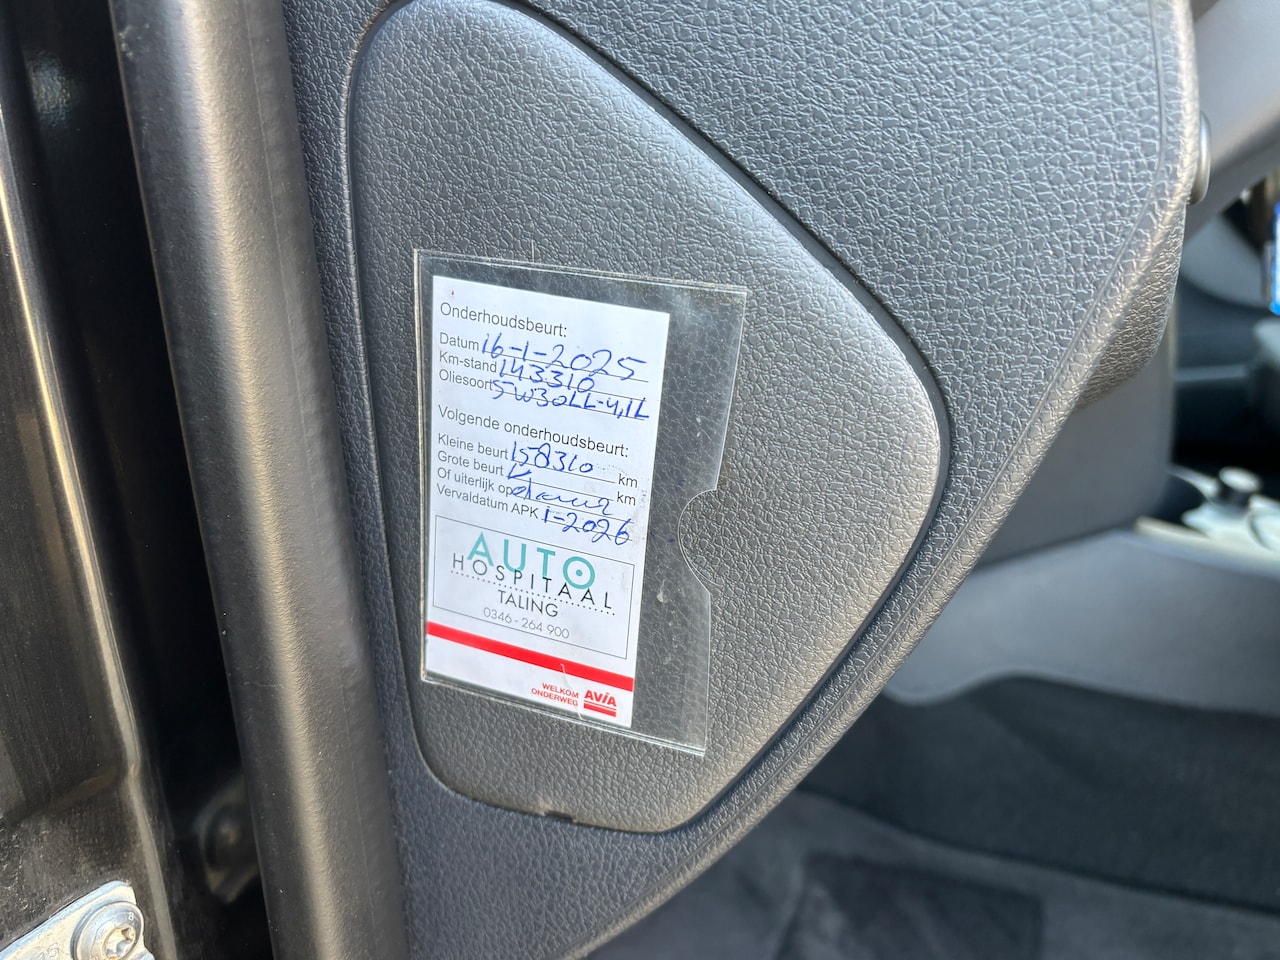 Onderhoudsbeurt:
Datum 16-1-2025
Km-stand 143310
Oliesoort 5W30LL-4,1L
Volgende onderhoudsbeurt:
Kleine beurt 158310 km
Grote beurt km
Of uiterlijk op
Vervaldatum APK 1-2026
AUTO
HOSPITAAL
TALING
0346 - 264 900
WELKOM
ONDERWEG
AVIA